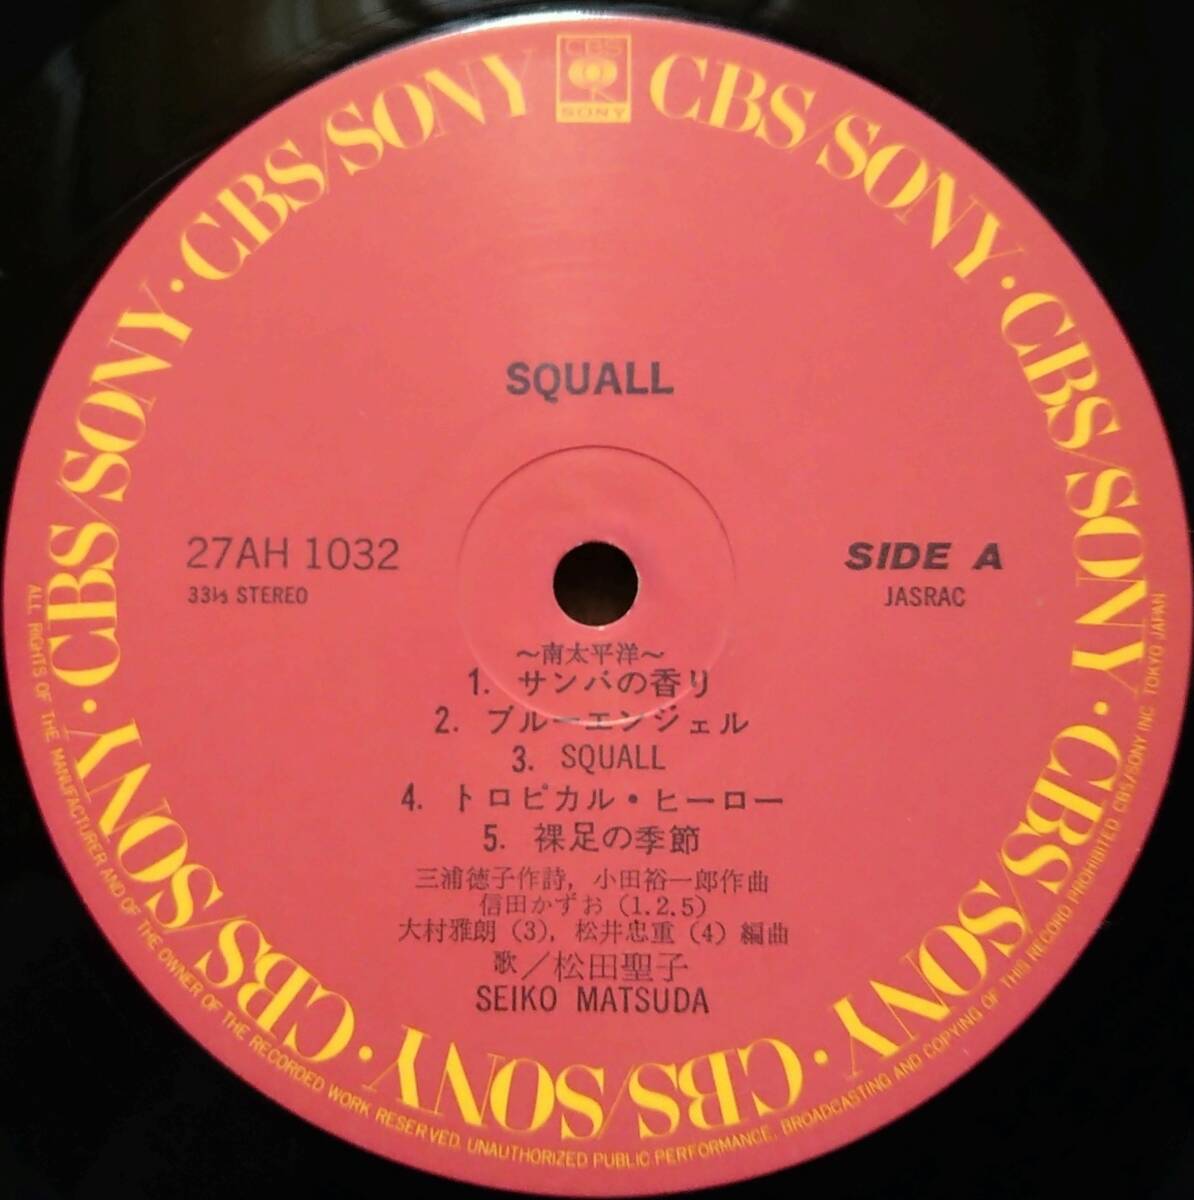 CBS
SONY
CBS/SONY · CBS/SONY · CBS/SONY · CBS/SONY · CBS/SONY · CBS/SONY · CBS/SONY · CBS/SONY
SQUALL
27AH 1032
33⅓ STEREO
SIDE A
JASRAC
～南太平洋～
1. サンバの香り
2. ブルーエンジェル
3. SQUALL
4. トロピカル・ヒーロー
5. 裸足の季節
三浦徳子作詩, 小田裕一郎作曲
信田かずお (1.2.5)
大村雅朗 (3), 松井忠重 (4) 編曲
歌／松田聖子
SEIKO MATSUDA
ALL RIGHTS OF THE MANUFACTURER AND OF THE OWNER OF THE RECORDED WORK RESERVED. UNAUTHORIZED PUBLIC PERFORMANCE, BROADCASTING AND COPYING OF THIS RECORD PROHIBITED CBS/SONY INC. TOKYO JAPAN